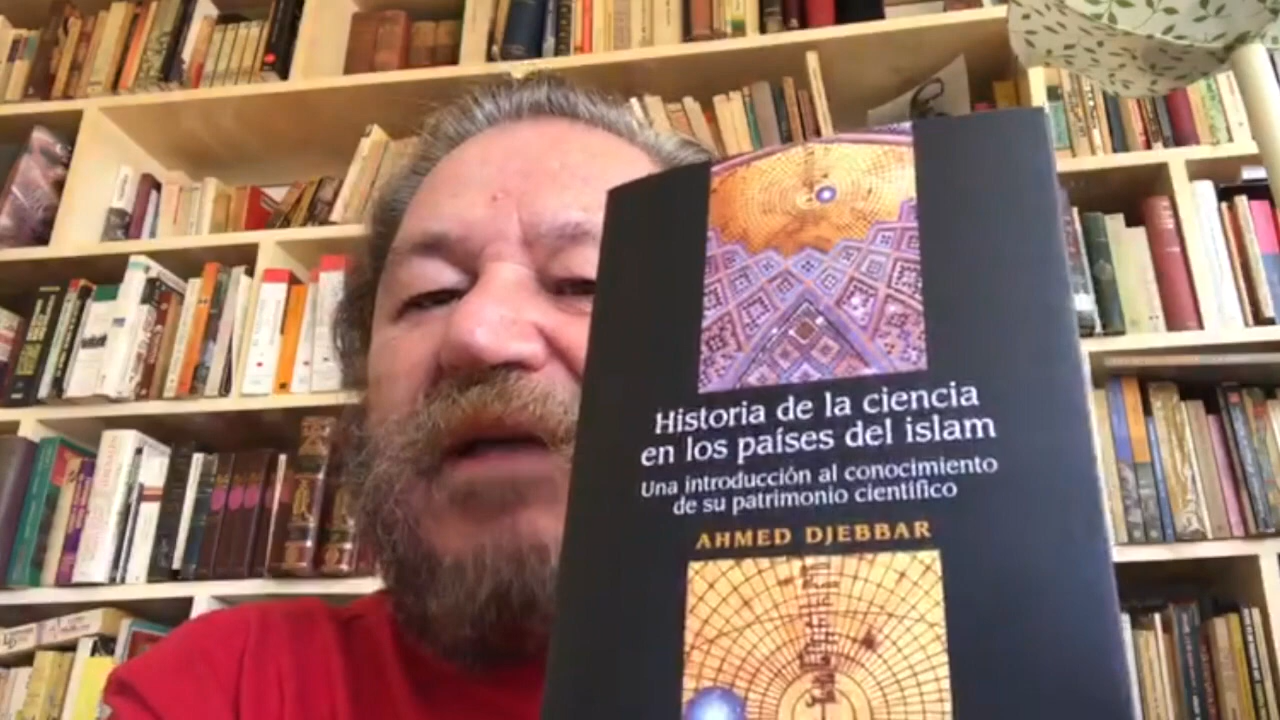 Historia de la ciencia
en los países del islam
Una introducción al conocimiento
de su patrimonio científico
AHMED DJEBBAR